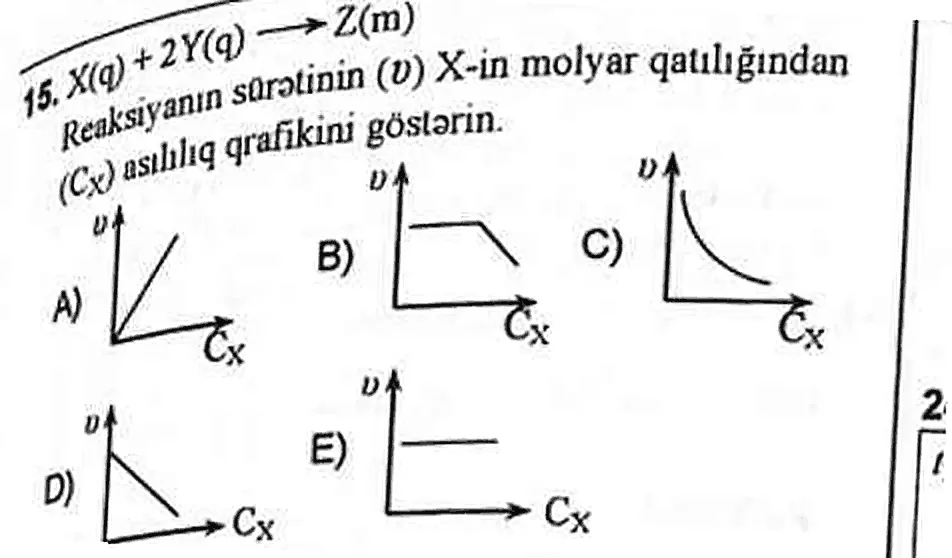 15. X(q) + 2Y(q) ⟶ Z(m)
Reaksiyanın sürətinin (υ) X-in molyar qatılığından
(Cx) asılılıq qrafikini göstərin.
A) υ Cx
B) υ Cx
C) υ Cx
D) υ Cx
E) υ Cx
2